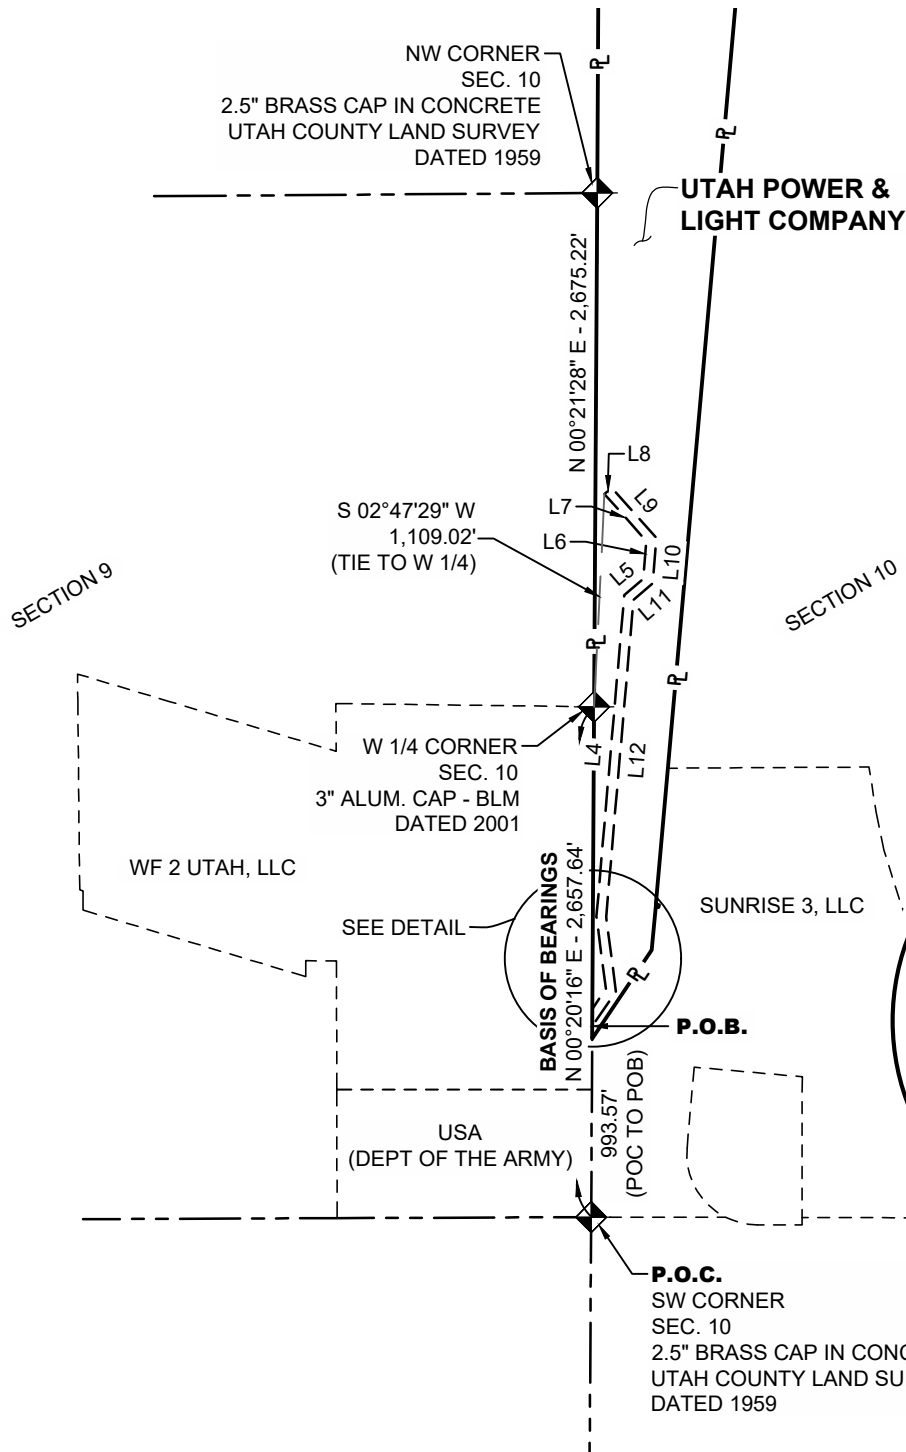 NW CORNER
SEC. 10
2.5" BRASS CAP IN CONCRETE
UTAH COUNTY LAND SURVEY
DATED 1959
PL
PL
UTAH POWER &
LIGHT COMPANY
N 00°21'28" E - 2,675.22'
L8
L9
L7
L6
L10
L5
L11
S 02°47'29" W
1,109.02'
(TIE TO W 1/4)
SECTION 9
SECTION 10
PL
PL
W 1/4 CORNER
SEC. 10
3" ALUM. CAP - BLM
DATED 2001
L4
L12
WF 2 UTAH, LLC
SEE DETAIL
BASIS OF BEARINGS
N 00°20'16" E - 2,657.64'
SUNRISE 3, LLC
PL
P.O.B.
993.57'
(POC TO POB)
USA
(DEPT OF THE ARMY)
P.O.C.
SW CORNER
SEC. 10
2.5" BRASS CAP IN CONC
UTAH COUNTY LAND SU
DATED 1959